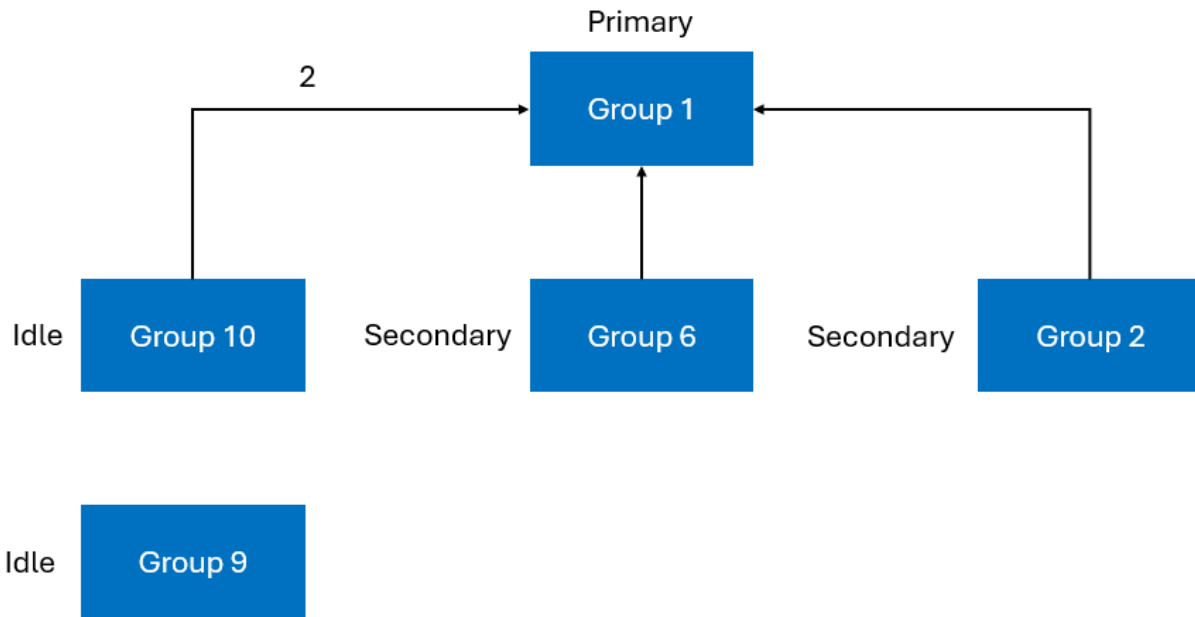 Primary
2
Group 1
Idle
Group 10
Secondary
Group 6
Secondary
Group 2
Idle
Group 9